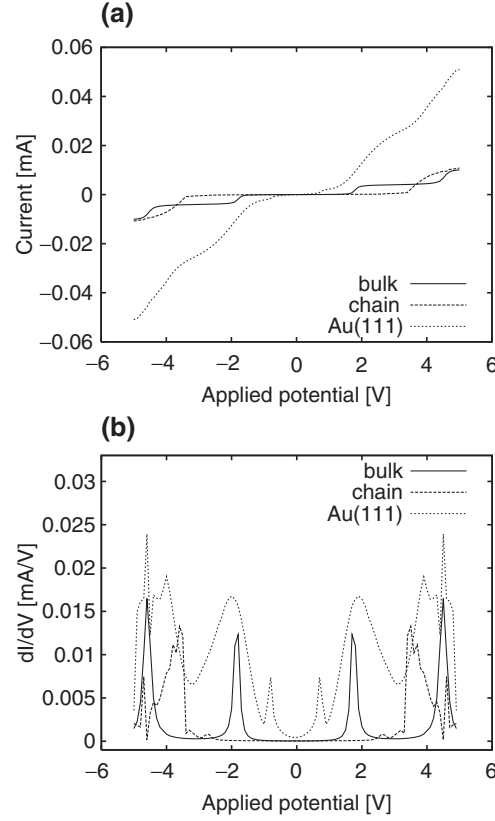 (a)
0.06
0.04
0.02
0
−0.02
−0.04
0.06
Current [mA]
bulk
chain
Au(111)
−6 −4 −2 0 2 4 6
Applied potential [V]
(b)
0.03
0.025
0.02
0.015
0.01
0.005
0
dI/dV [mA/V]
bulk
chain
Au(111)
−6 −4 −2 0 2 4 6
Applied potential [V]